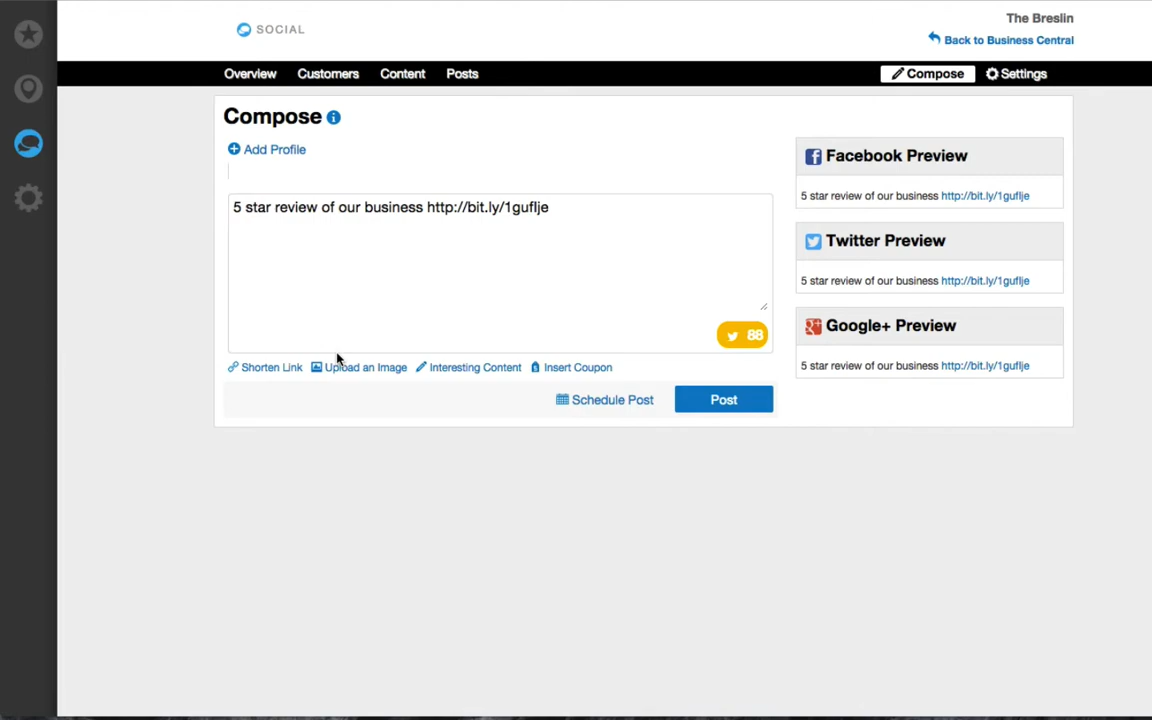 SOCIAL
The Breslin
Back to Business Central
Overview Customers Content Posts Compose Settings
Compose
Add Profile
5 star review of our business http://bit.ly/1guflje
88
Shorten Link Upload an Image Interesting Content Insert Coupon
Schedule Post Post
Facebook Preview
5 star review of our business http://bit.ly/1guflje
Twitter Preview
5 star review of our business http://bit.ly/1guflje
Google+ Preview
5 star review of our business http://bit.ly/1guflje